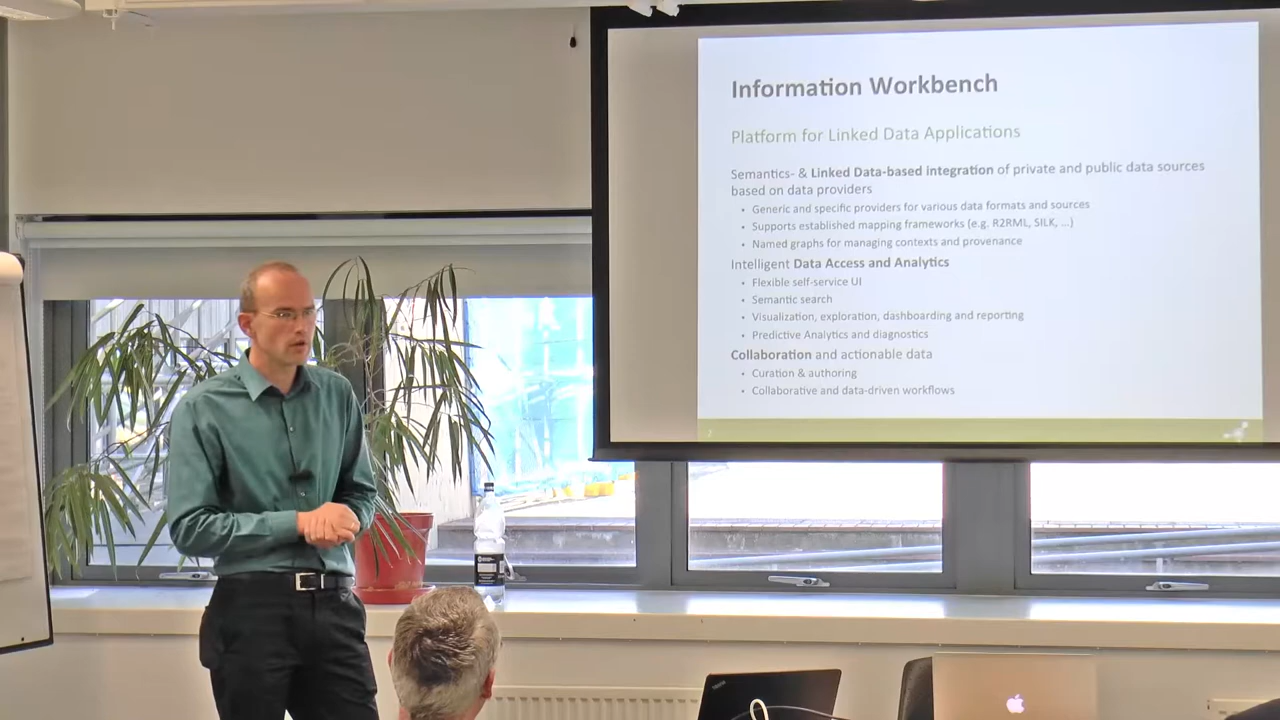 Information Workbench
Platform for Linked Data Applications
Semantics- & Linked Data-based integration of private and public data sources
based on data providers
• Generic and specific providers for various data formats and sources
• Supports established mapping frameworks (e.g. R2RML, SILK, ...)
• Named graphs for managing contexts and provenance
Intelligent Data Access and Analytics
• Flexible self-service UI
• Semantic search
• Visualization, exploration, dashboarding and reporting
• Predictive Analytics and diagnostics
Collaboration and actionable data
• Curation & authoring
• Collaborative and data-driven workflows